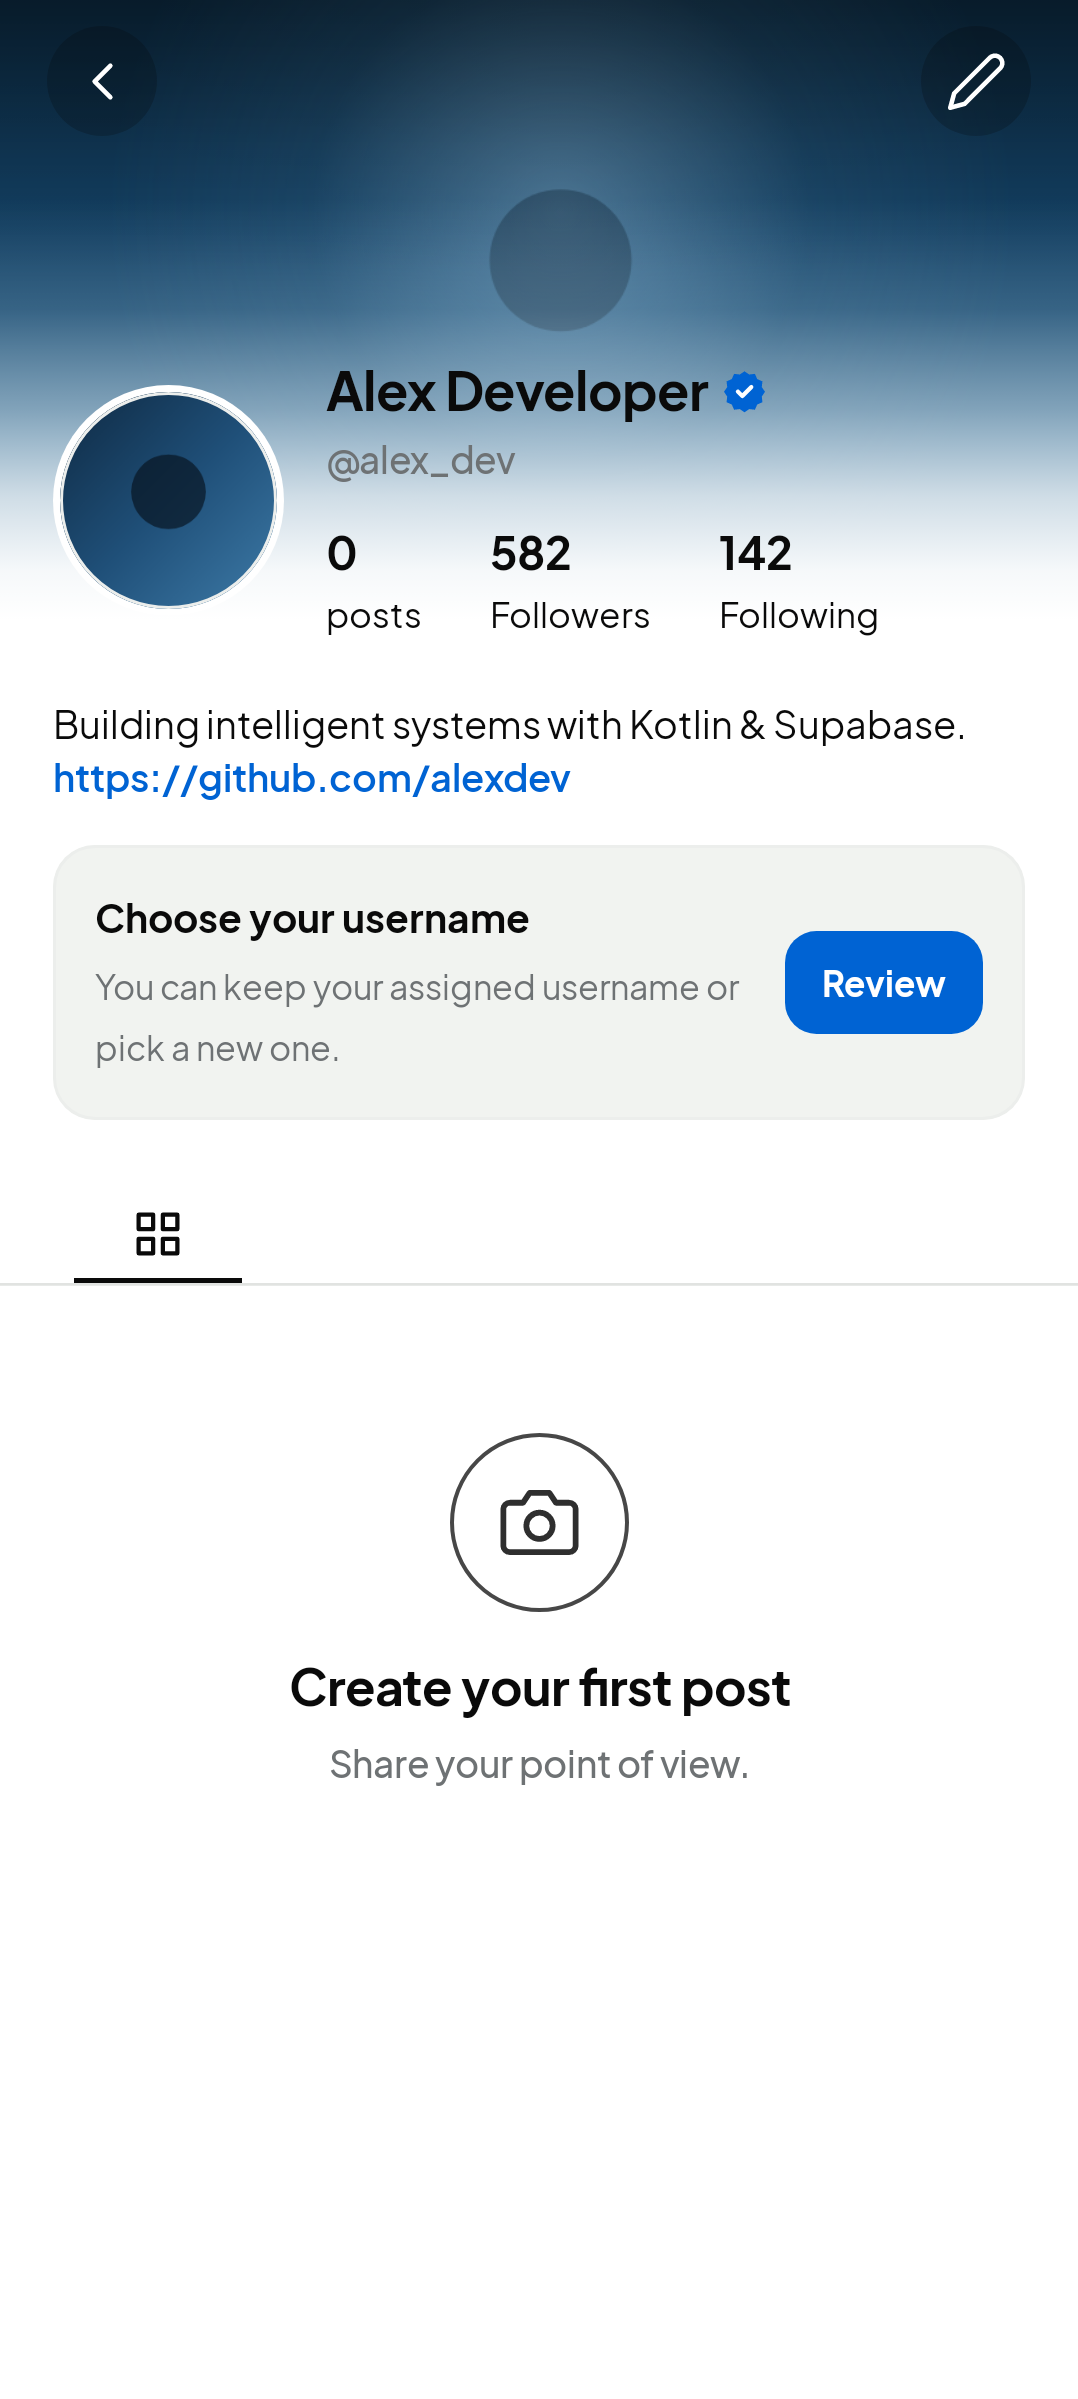 Alex Developer
@alex_dev
0 582 142
posts Followers Following
Building intelligent systems with Kotlin & Supabase.
https://github.com/alexdev
Choose your username
You can keep your assigned username or
pick a new one.
Review
Create your first post
Share your point of view.